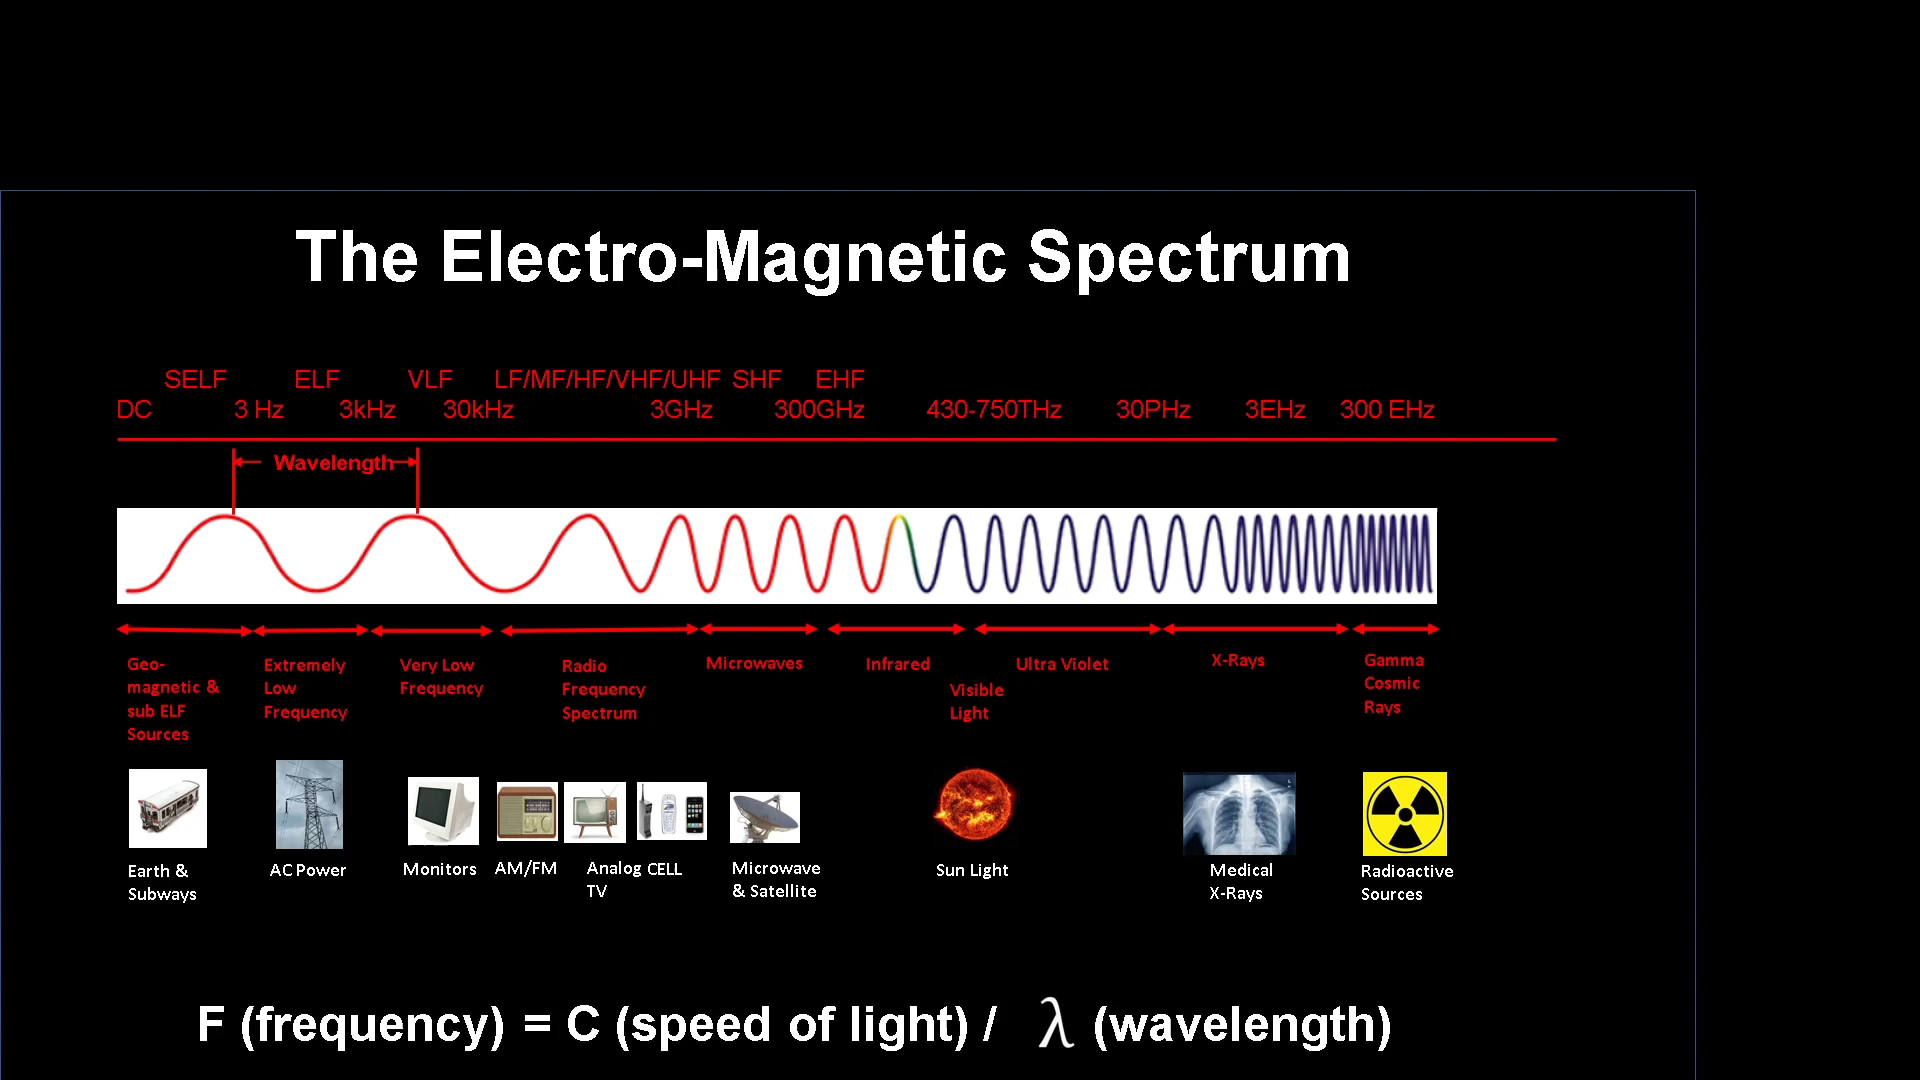 The Electro-Magnetic Spectrum
SELF ELF VLF LF/MF/HF/VHF/UHF SHF EHF
DC 3 Hz 3kHz 30kHz 3GHz 300GHz 430-750THz 30PHz 3EHz 300 EHz
Wavelength
Geo-
magnetic &
sub ELF
Sources
Extremely
Low
Frequency
Very Low
Frequency
Radio
Frequency
Spectrum
Microwaves
Infrared
Visible
Light
Ultra Violet
X-Rays
Gamma
Cosmic
Rays
Earth &
Subways
AC Power
Monitors
AM/FM
Analog CELL
TV
Microwave
& Satellite
Sun Light
Medical
X-Rays
Radioactive
Sources
F (frequency) = C (speed of light) / λ (wavelength)